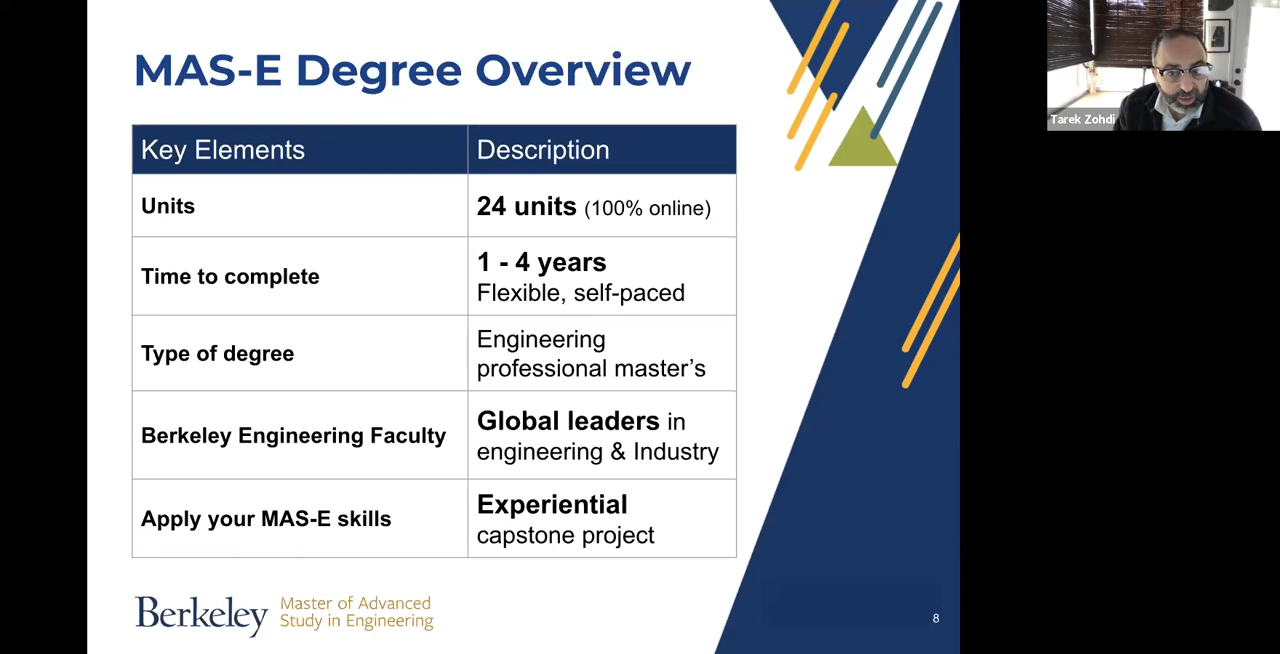 MAS-E Degree Overview
Key Elements
Description
Units
24 units (100% online)
Time to complete
1 - 4 years
Flexible, self-paced
Type of degree
Engineering
professional master’s
Berkeley Engineering Faculty
Global leaders in
engineering & Industry
Apply your MAS-E skills
Experiential
capstone project
Berkeley
Master of Advanced
Study in Engineering
8
Tarek Zohdi